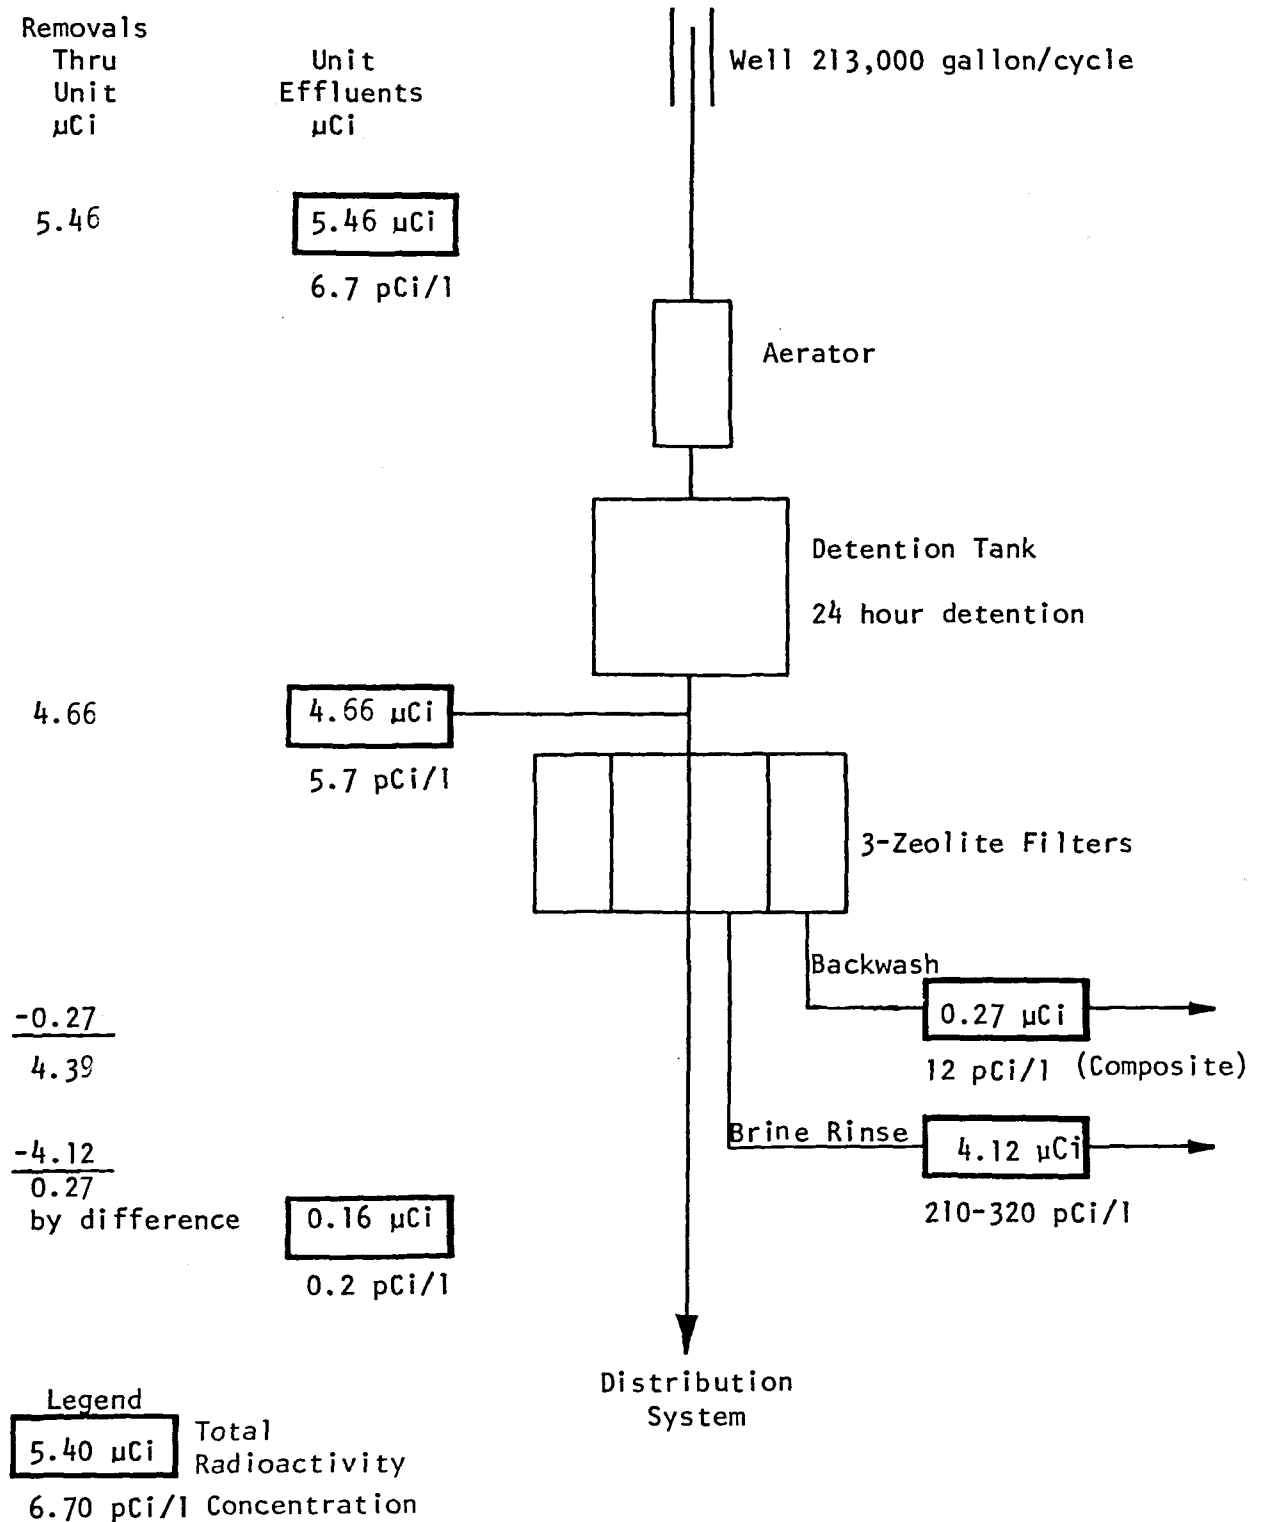 Removals
Thru
Unit
µCi
Unit
Effluents
µCi
Well 213,000 gallon/cycle
5.46
5.46 µCi
6.7 pCi/l
Aerator
Detention Tank
24 hour detention
4.66
4.66 µCi
5.7 pCi/l
3-Zeolite Filters
Backwash
-0.27
4.39
0.27 µCi
12 pCi/l (Composite)
-4.12
0.27
by difference
Brine Rinse
4.12 µCi
210-320 pCi/l
0.16 µCi
0.2 pCi/l
Distribution
System
Legend
5.40 µCi
Total
Radioactivity
6.70 pCi/l Concentration